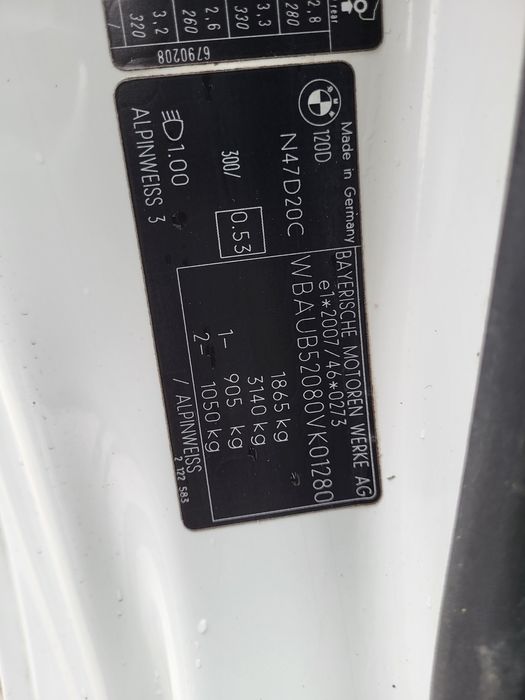 rear
2,8
280
3,3
330
2,6
260
3,2
320
/
6790208
Made in Germany
BMW
120D
N47D20C
300/
0.53
1.00
ALPINWEISS 3
BAYERISCHE MOTOREN WERKE AG
e1*2007/46*0273
WBAUB52080VK01280
1865 kg
3140 kg
1- 905 kg
2- 1050 kg
/ ALPINWEISS
2 122 583